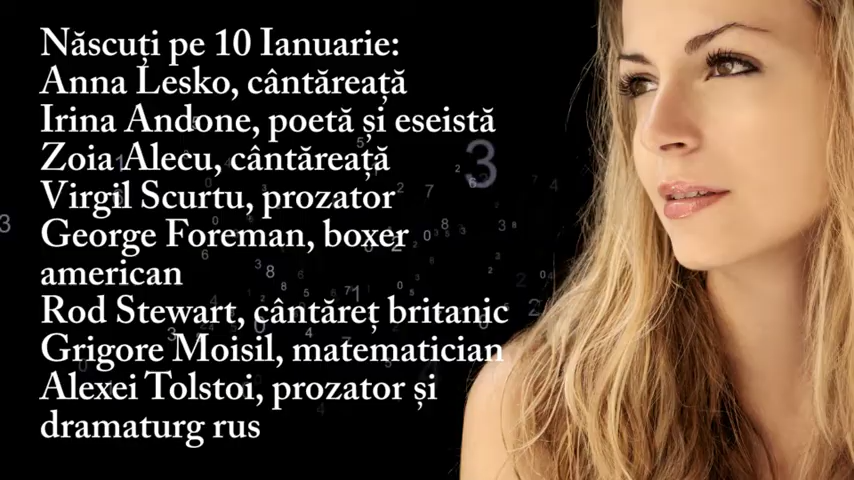 Născuți pe 10 Ianuarie:
Anna Lesko, cântăreață
Irina Andone, poetă și eseistă
Zoia Alecu, cântăreață
Virgil Scurtu, prozator
George Foreman, boxer
american
Rod Stewart, cântăreț britanic
Grigore Moisil, matematician
Alexei Tolstoi, prozator și
dramaturg rus